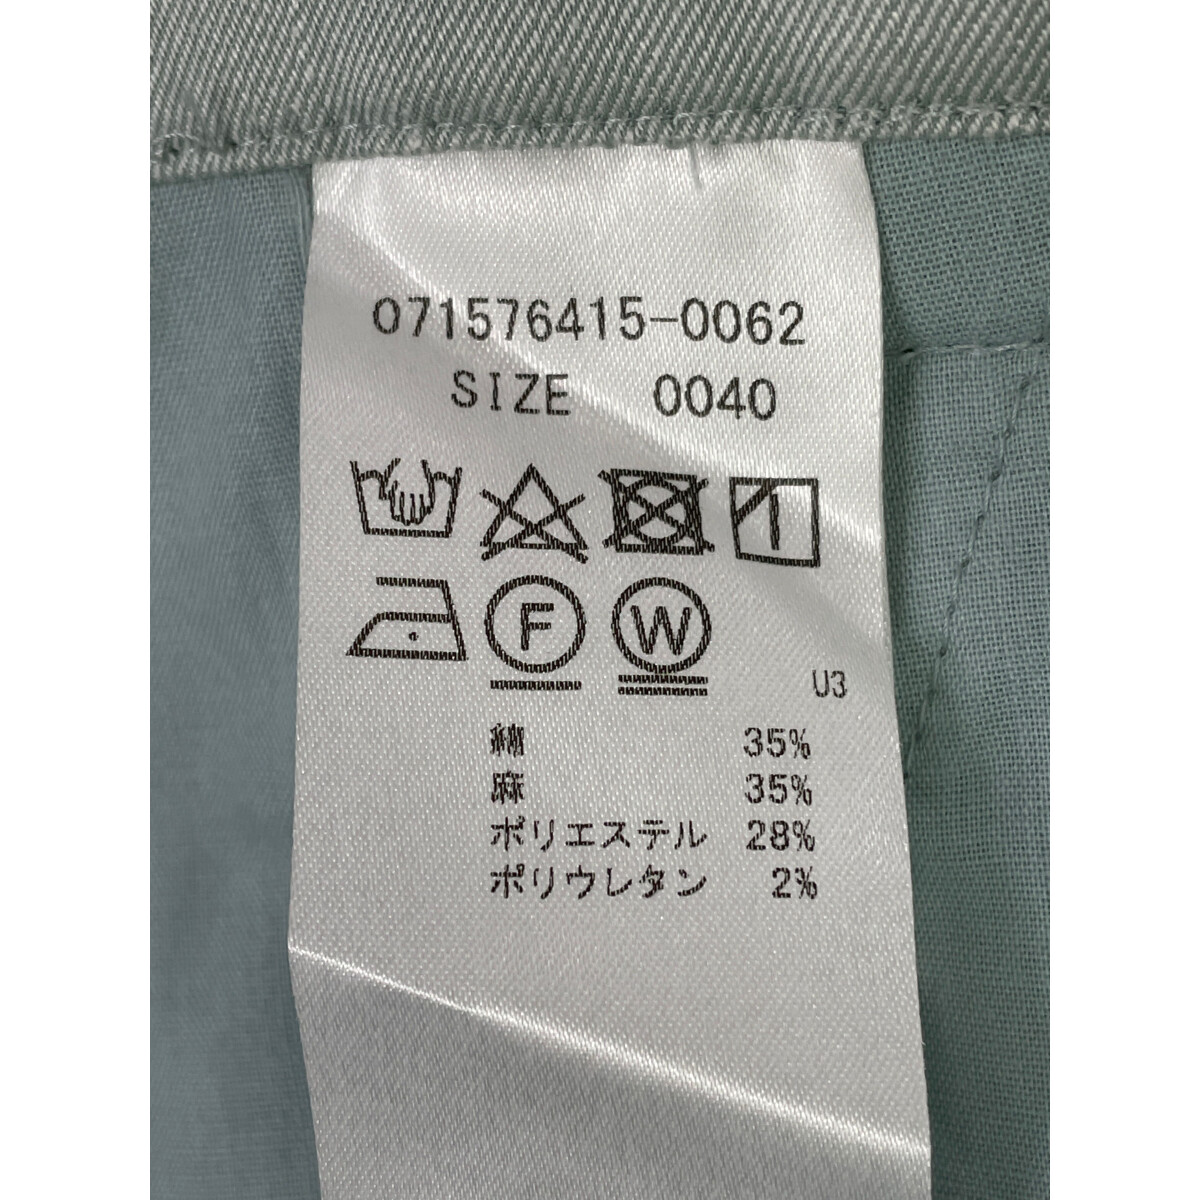 071576415-0062
SIZE 0040
F W
U3
綿 35%
麻 35%
ポリエステル 28%
ポリウレタン 2%